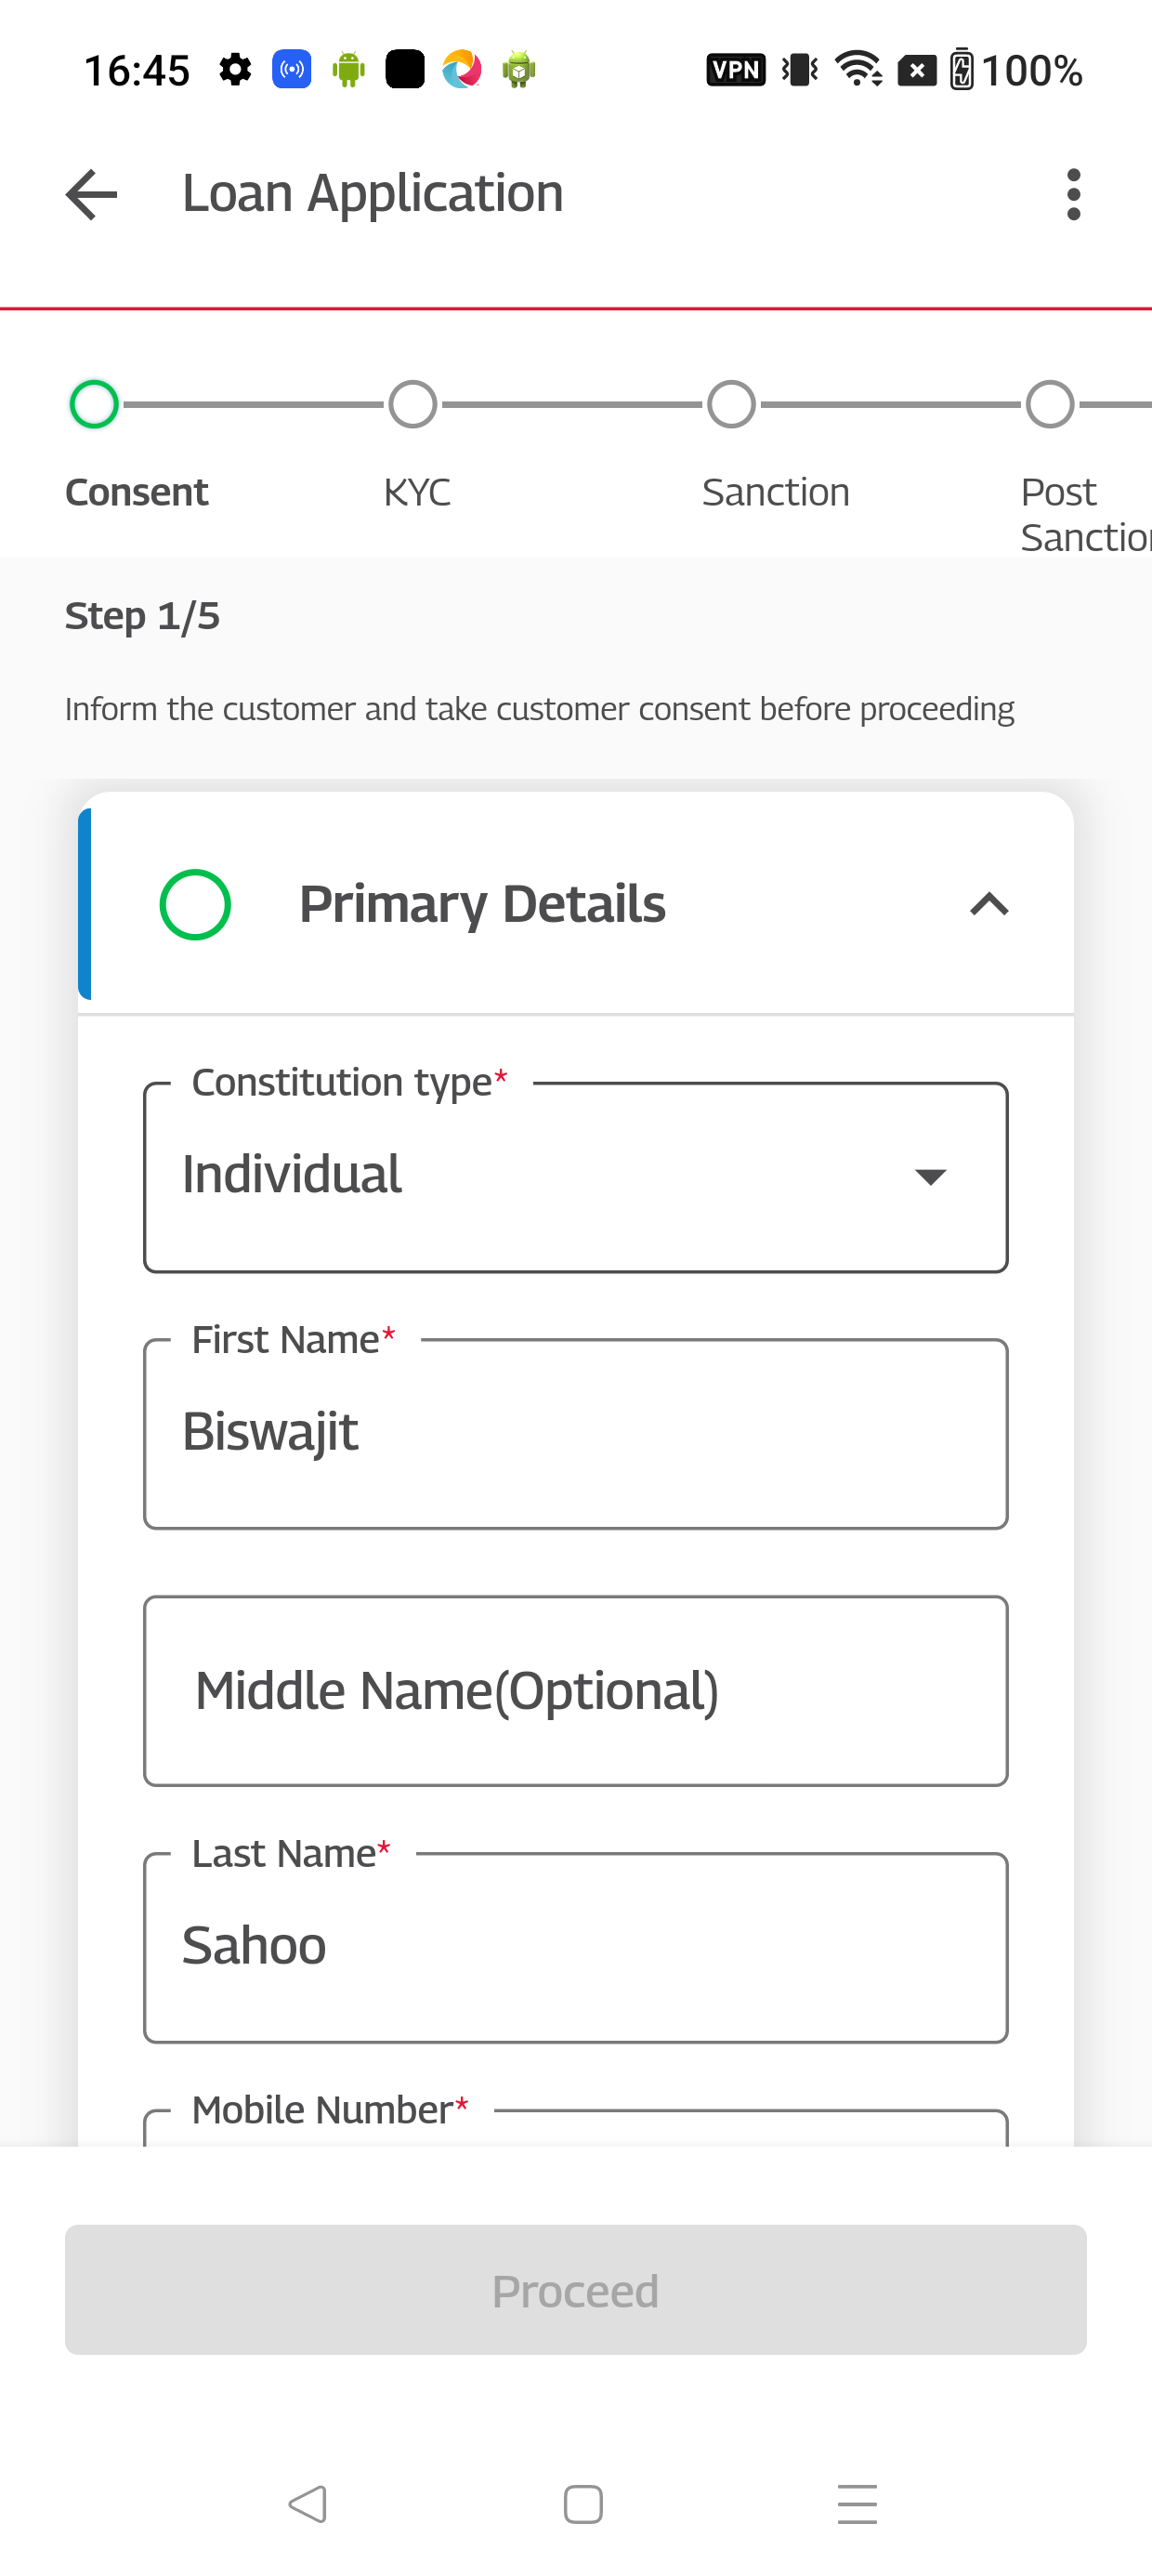 16:45 VPN 100%
Loan Application
Consent KYC Sanction Post
Sanction
Step 1/5
Inform the customer and take customer consent before proceeding
Primary Details
Constitution type*
Individual
First Name*
Biswajit
Middle Name(Optional)
Last Name*
Sahoo
Mobile Number*
Proceed